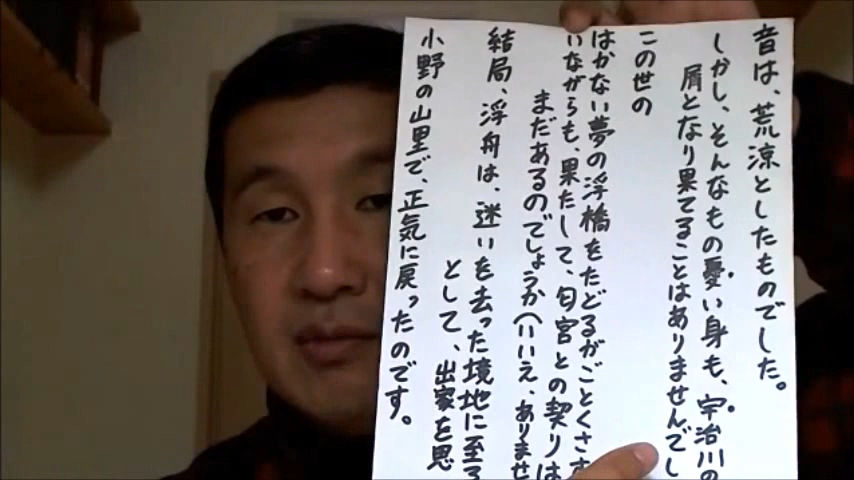 音は、荒涼としたものでした。
しかし、そんなもの憂い身も、宇治川の
屑となり果てることはありませんでし
この世の
はかない夢の浮橋をたどるがごとくさす
いながらも、果たして、匂宮との契りは
まだあるのでしょうか(いいえ、ありませ
結局、浮舟は、迷いを去った境地に至る
として、出家を思
小野の山里で、正気に戻ったのです。